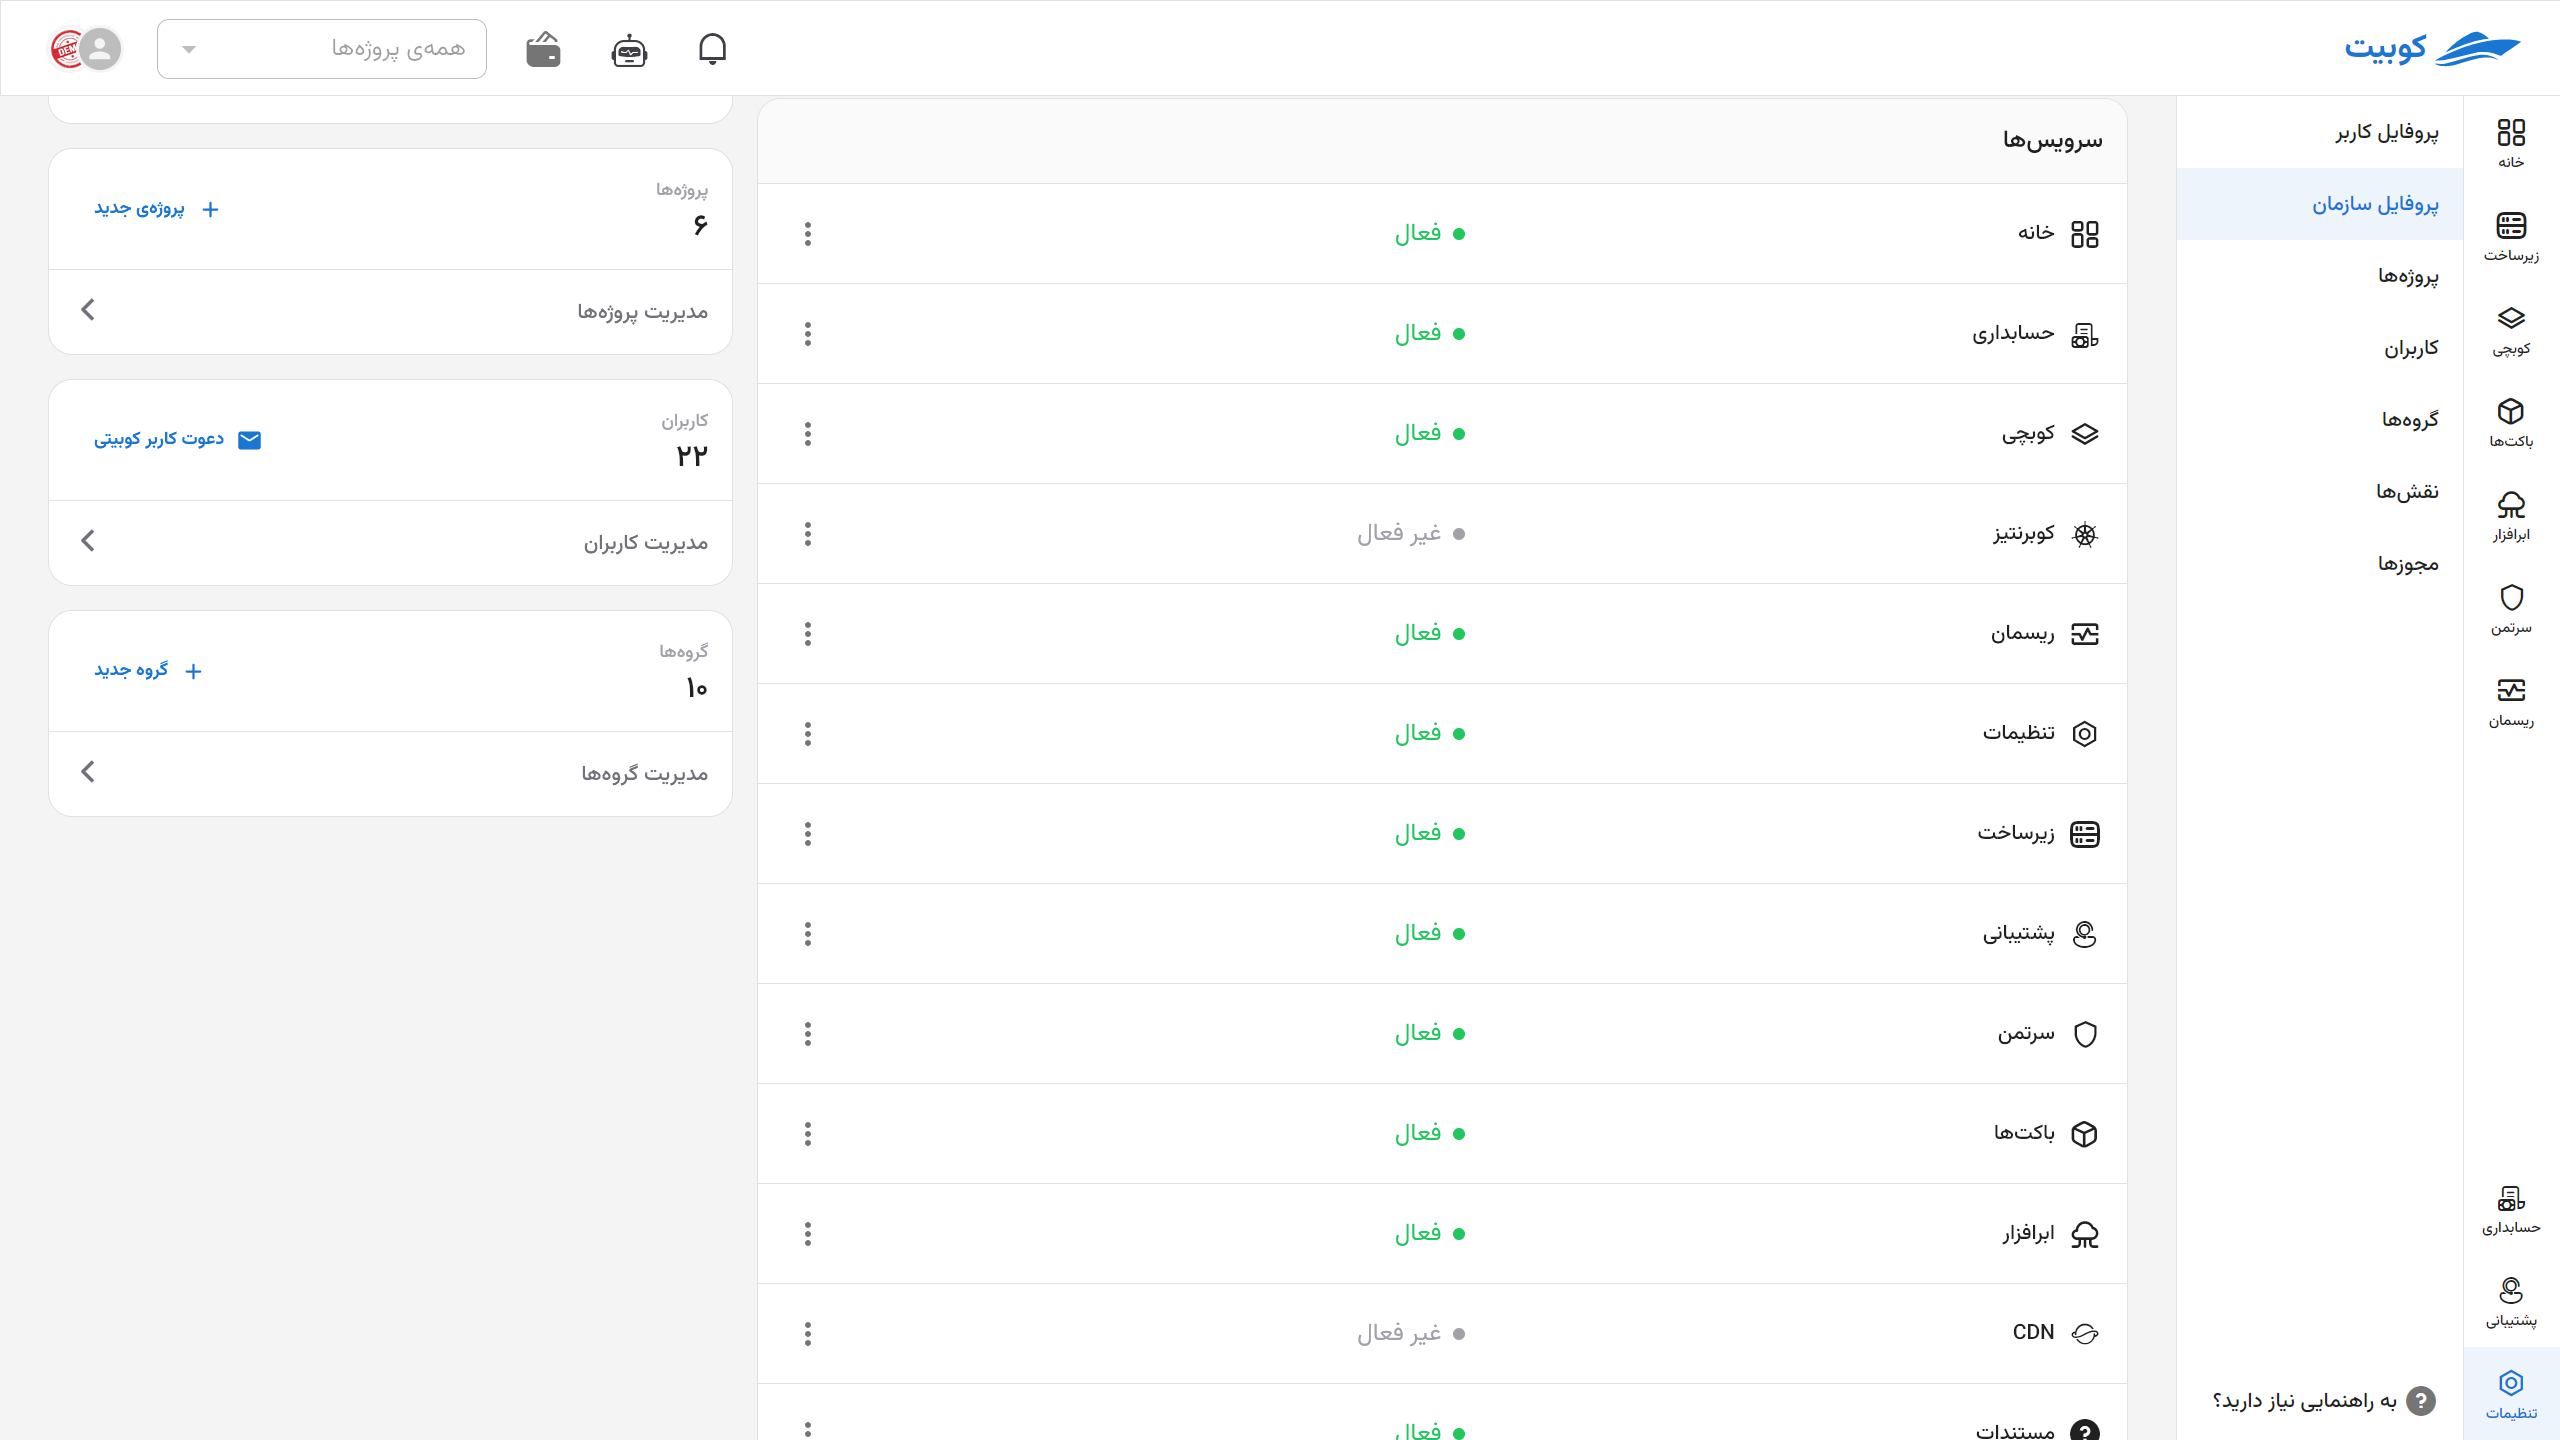 کوبیت
همه‌ی پروژه‌ها
خانه
زیرساخت
کوبچی
باکت‌ها
ابرافزار
سرتمن
ریسمان
حسابداری
پشتیبانی
تنظیمات
پروفایل کاربر
پروفایل سازمان
پروژه‌ها
کاربران
گروه‌ها
نقش‌ها
مجوزها
به راهنمایی نیاز دارید؟
سرویس‌ها
خانه فعال
حسابداری فعال
کوبچی فعال
کوبرنتیز غیر فعال
ریسمان فعال
تنظیمات فعال
زیرساخت فعال
پشتیبانی فعال
سرتمن فعال
باکت‌ها فعال
ابرافزار فعال
CDN غیر فعال
مستندات فعال
پروژه‌ها
۶
پروژه‌ی جدید
مدیریت پروژه‌ها
کاربران
۲۲
دعوت کاربر کوبیتی
مدیریت کاربران
گروه‌ها
۱۰
گروه جدید
مدیریت گروه‌ها